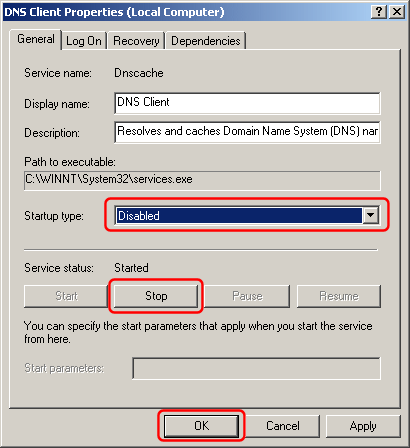 DNS Client Properties (Local Computer)
General Log On Recovery Dependencies
Service name: Dnscache
Display name: DNS Client
Description: Resolves and caches Domain Name System (DNS) nar
Path to executable:
C:\WINNT\System32\services.exe
Startup type: Disabled
Service status: Started
Start Stop Pause Resume
You can specify the start parameters that apply when you start the service
from here.
Start parameters:
OK Cancel Apply